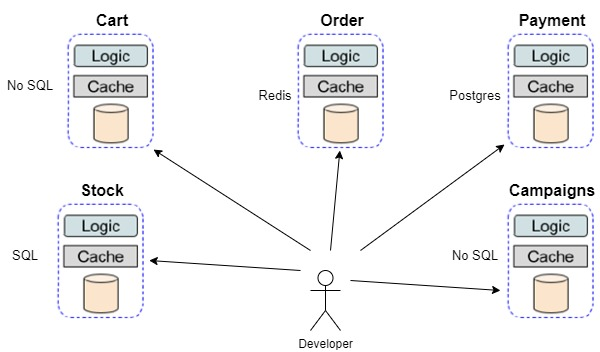 Cart
Order
Payment
Logic
Logic
Logic
No SQL
Cache
Redis
Cache
Postgres
Cache
Stock
Campaigns
Logic
Logic
SQL
Cache
No SQL
Cache
Developer